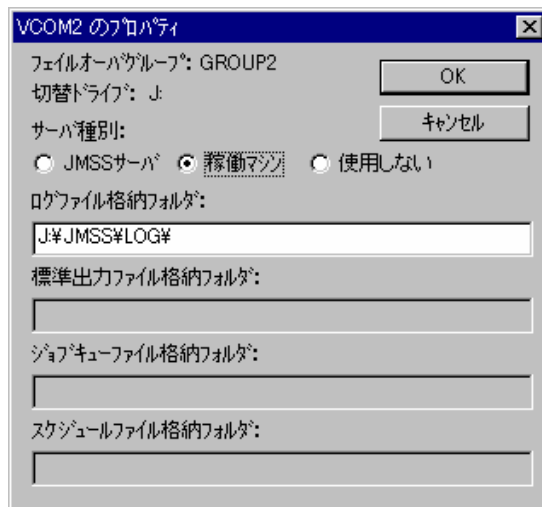 VCOM2 のﾌﾟﾛﾊﾟﾃｨ
ﾌｪｲﾙｵｰﾊﾞｸﾞﾙｰﾌﾟ: GROUP2
OK
切替ﾄﾞﾗｲﾌﾞ: J:
キャンセル
サーバ種別:
JMSSサーバ 稼働マシン 使用しない
ログファイル格納フォルダ:
J:¥JMSS¥LOG¥
標準出力ファイル格納フォルダ:
ジョブキューファイル格納フォルダ:
スケジュールファイル格納フォルダ: